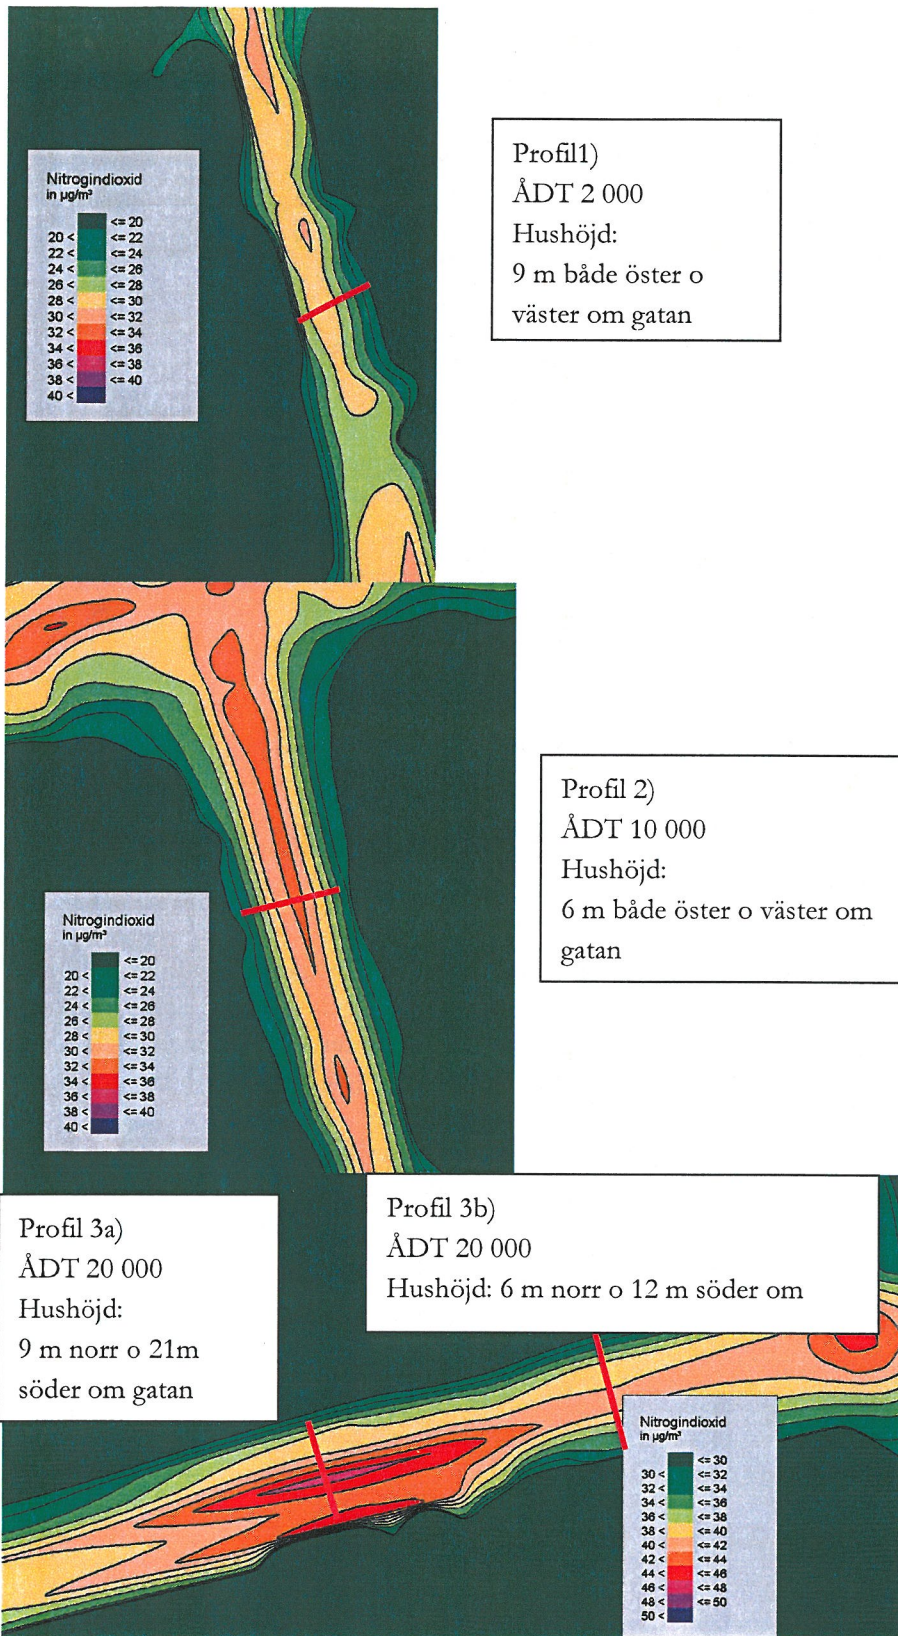 Nitrogindioxid
in µg/m³
<= 20
20 < <= 22
22 < <= 24
24 < <= 26
26 < <= 28
28 < <= 30
30 < <= 32
32 < <= 34
34 < <= 36
36 < <= 38
38 < <= 40
40 <
Profil1)
ÅDT 2 000
Hushöjd:
9 m både öster o
väster om gatan
Profil 2)
ÅDT 10 000
Hushöjd:
6 m både öster o väster om
gatan
Nitrogindioxid
in µg/m³
<= 20
20 < <= 22
22 < <= 24
24 < <= 26
26 < <= 28
28 < <= 30
30 < <= 32
32 < <= 34
34 < <= 36
36 < <= 38
38 < <= 40
40 <
Profil 3a)
ÅDT 20 000
Hushöjd:
9 m norr o 21m
söder om gatan
Profil 3b)
ÅDT 20 000
Hushöjd: 6 m norr o 12 m söder om
Nitrogindioxid
in µg/m³
<= 30
30 < <= 32
32 < <= 34
34 < <= 36
36 < <= 38
38 < <= 40
40 < <= 42
42 < <= 44
44 < <= 46
46 < <= 48
48 < <= 50
50 <